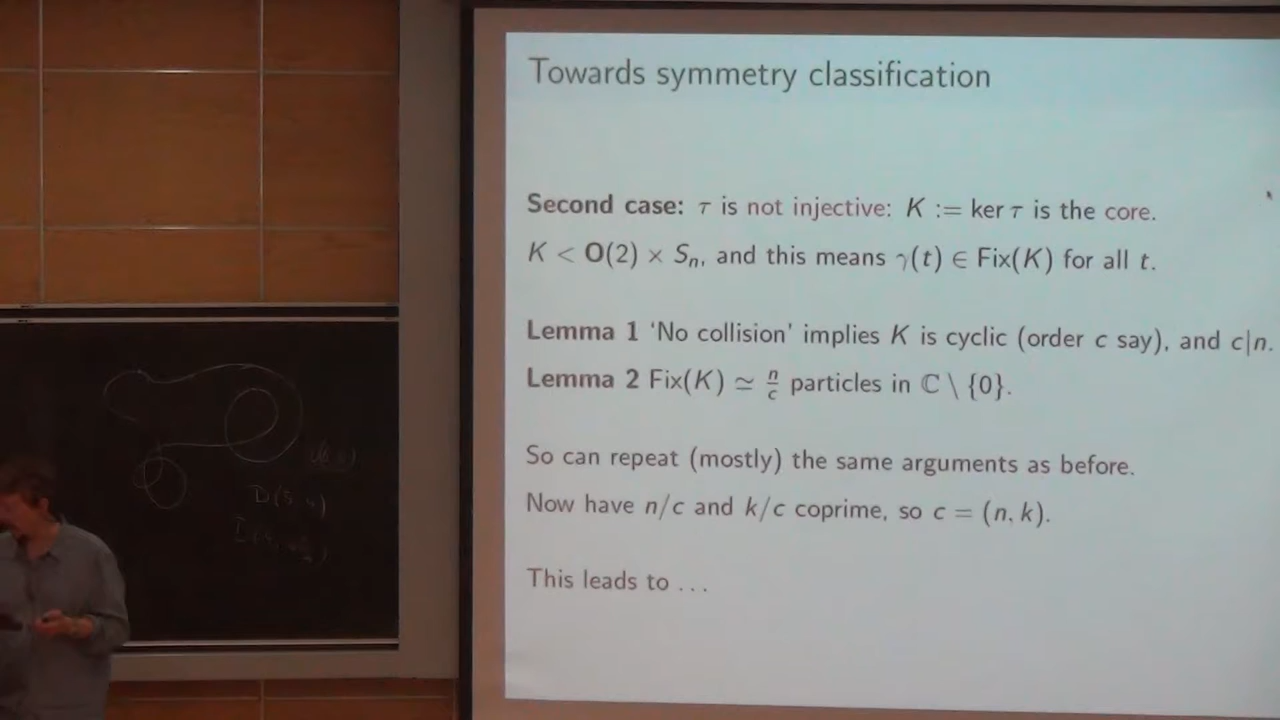 Towards symmetry classification
Second case: τ is not injective: K := ker τ is the core.
K < O(2) × Sₙ, and this means γ(t) ∈ Fix(K) for all t.
Lemma 1 ‘No collision’ implies K is cyclic (order c say), and c|n.
Lemma 2 Fix(K) ≃ n/c particles in ℂ \ {0}.
So can repeat (mostly) the same arguments as before.
Now have n/c and k/c coprime, so c = (n, k).
This leads to . . .